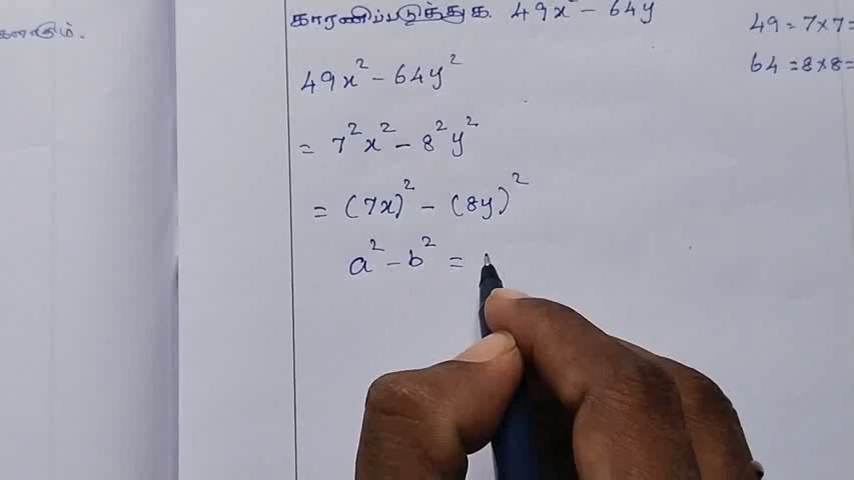 காரணிப்படுத்துக. 49x² - 64y
49x² - 64y²
= 7²x² - 8²y²
= (7x)² - (8y)²
a² - b² =
49 = 7×7=
64 = 8×8=